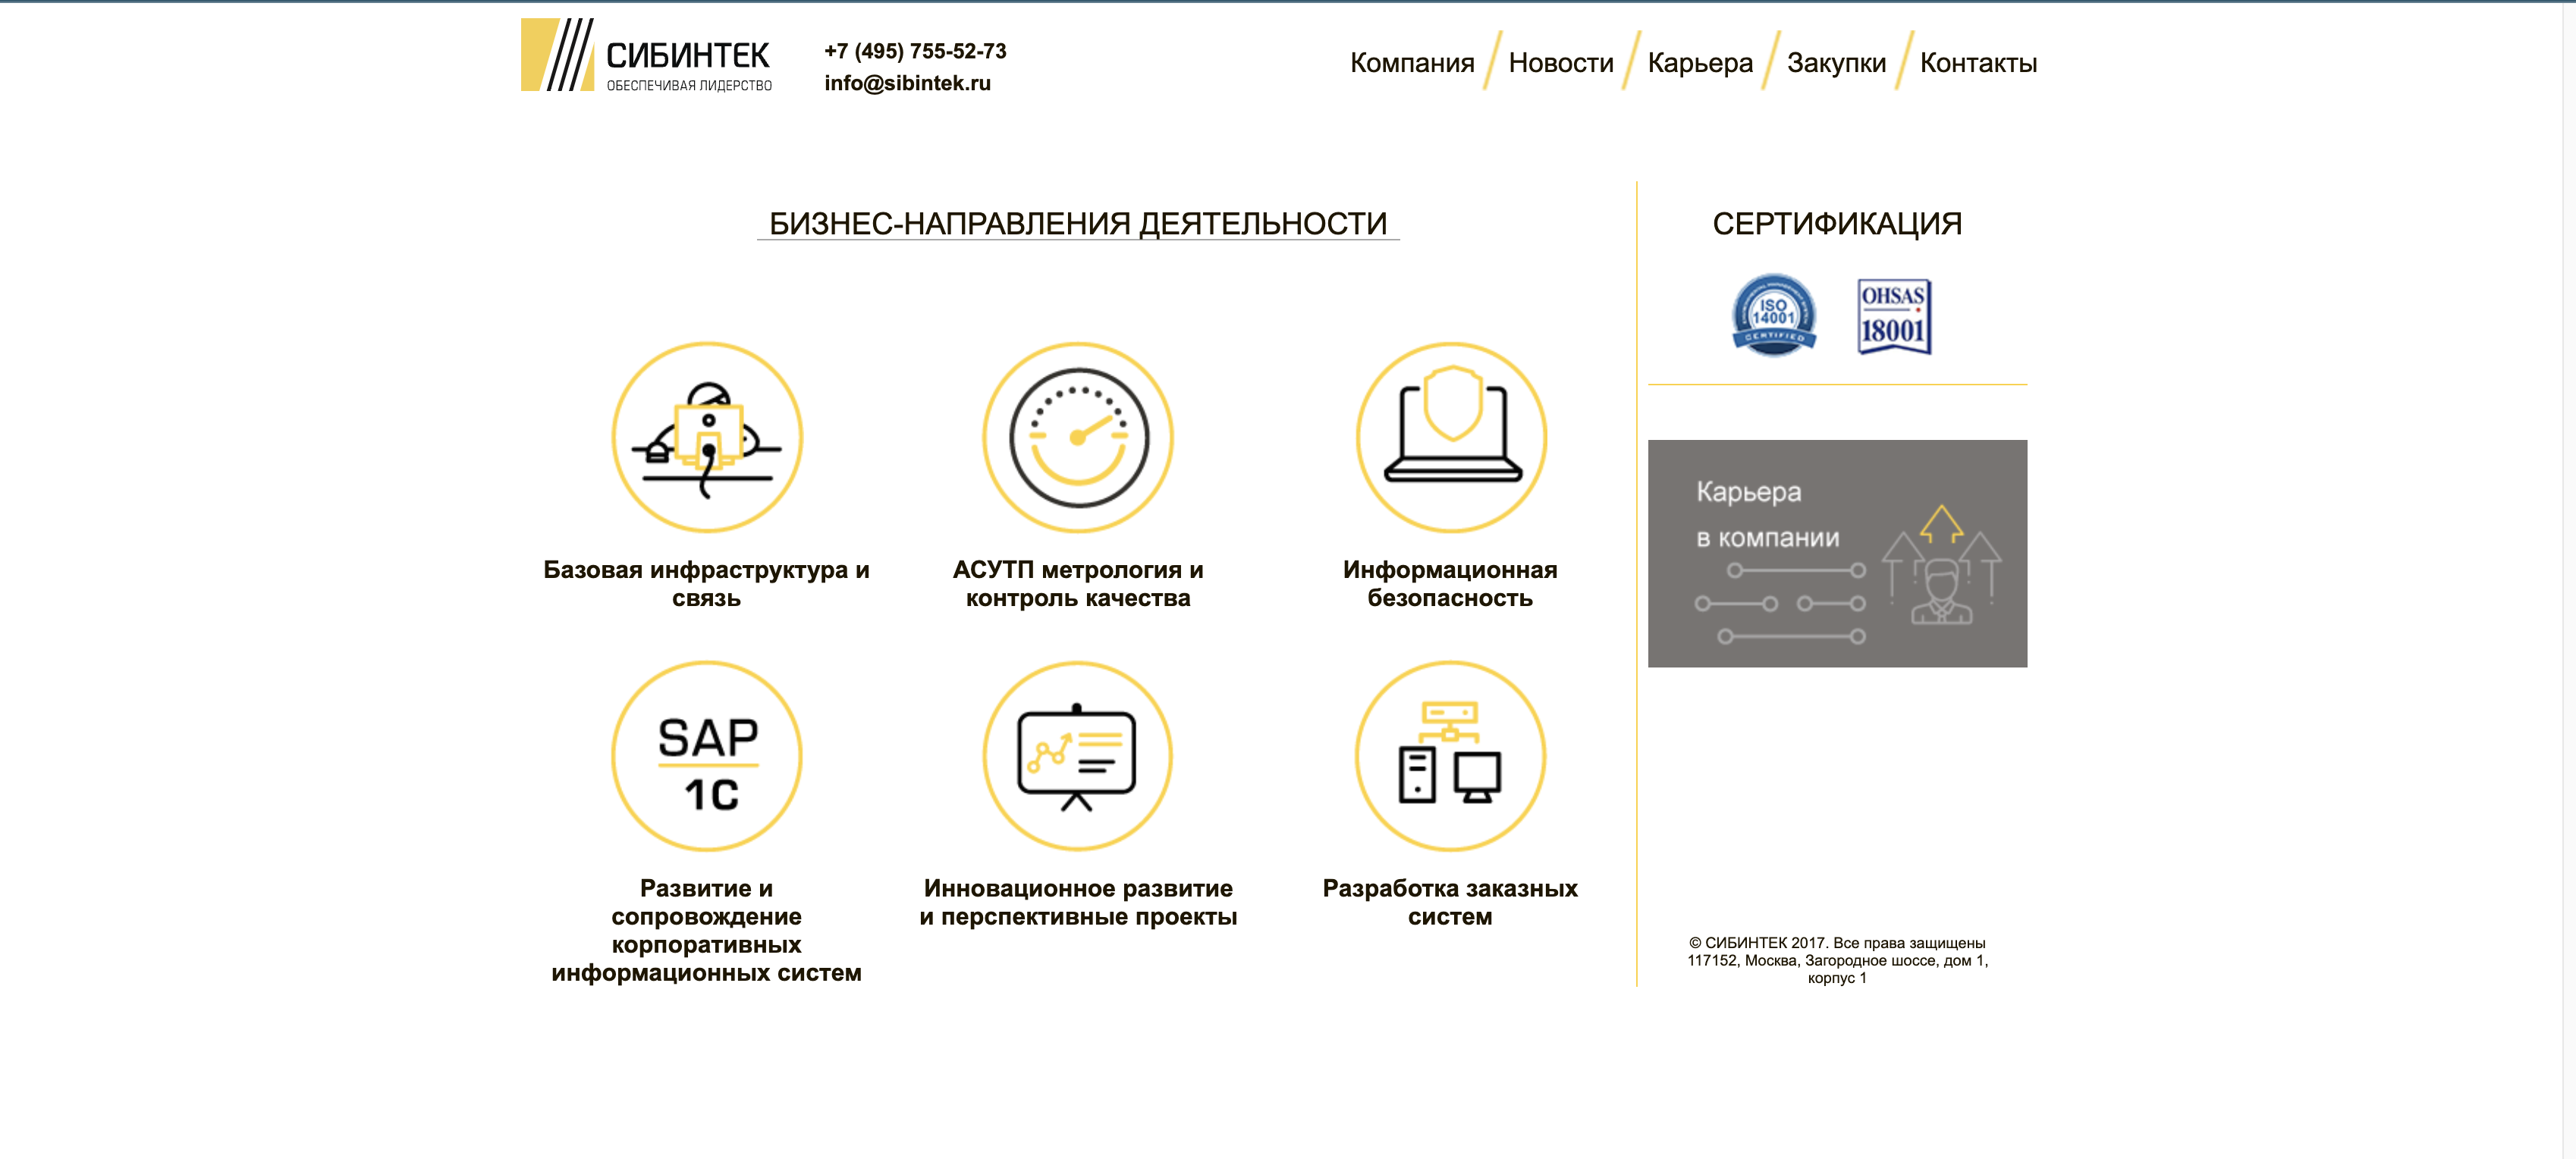 СИБИНТЕК
ОБЕСПЕЧИВАЯ ЛИДЕРСТВО
+7 (495) 755-52-73
info@sibintek.ru
Компания
Новости
Карьера
Закупки
Контакты
БИЗНЕС-НАПРАВЛЕНИЯ ДЕЯТЕЛЬНОСТИ
Базовая инфраструктура и
связь
АСУТП метрология и
контроль качества
Информационная
безопасность
SAP
1C
Развитие и
сопровождение
корпоративных
информационных систем
Инновационное развитие
и перспективные проекты
Разработка заказных
систем
СЕРТИФИКАЦИЯ
ISO
14001
CERTIFIED
OHSAS
18001
Карьера
в компании
© СИБИНТЕК 2017. Все права защищены
117152, Москва, Загородное шоссе, дом 1,
корпус 1